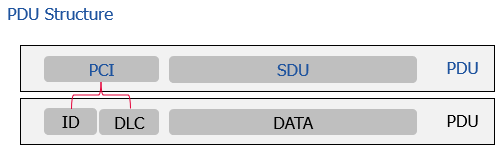 PDU Structure
PCI SDU PDU
ID DLC DATA PDU